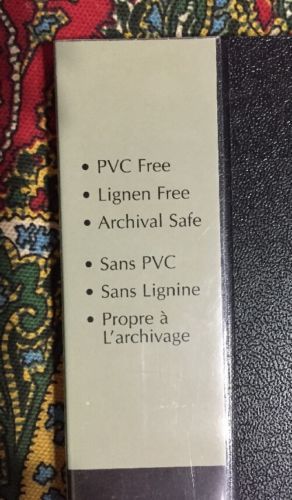 • PVC Free
• Lignen Free
• Archival Safe
• Sans PVC
• Sans Lignine
• Propre à
L'archivage